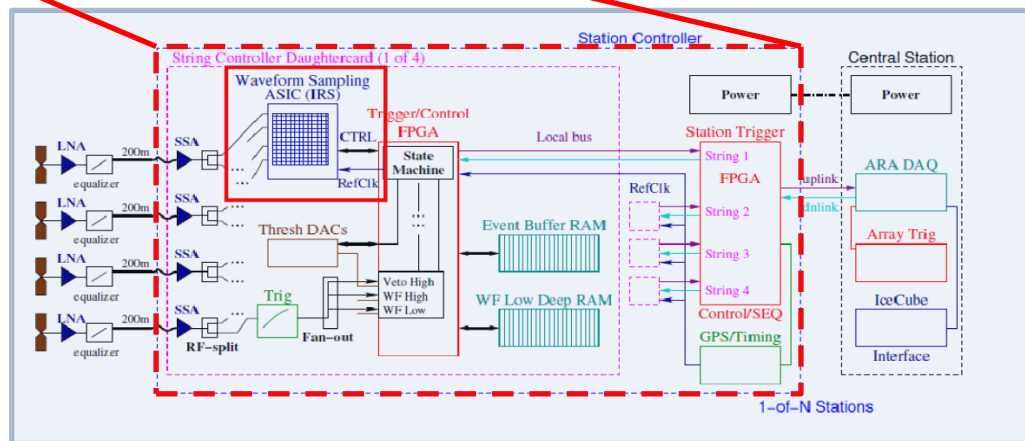 Station Controller
String Controller Daughtercard (1 of 4)
Central Station
Waveform Sampling
ASIC (IRS)
Power
Power
Trigger/Control
FPGA
CTRL
RefClk
State
Machine
Local bus
Station Trigger
FPGA
String 1
String 2
String 3
String 4
Control/SEQ
RefClk
uplink
dnlink
ARA DAQ
Array Trig
IceCube
Interface
LNA
200m
SSA
equalizer
...
...
LNA
200m
SSA
equalizer
...
...
LNA
200m
SSA
equalizer
...
...
LNA
200m
SSA
equalizer
RF-split
Thresh DACs
Trig
Fan-out
...
...
Veto High
WF High
WF Low
Event Buffer RAM
WF Low Deep RAM
GPS/Timing
1-of-N Stations